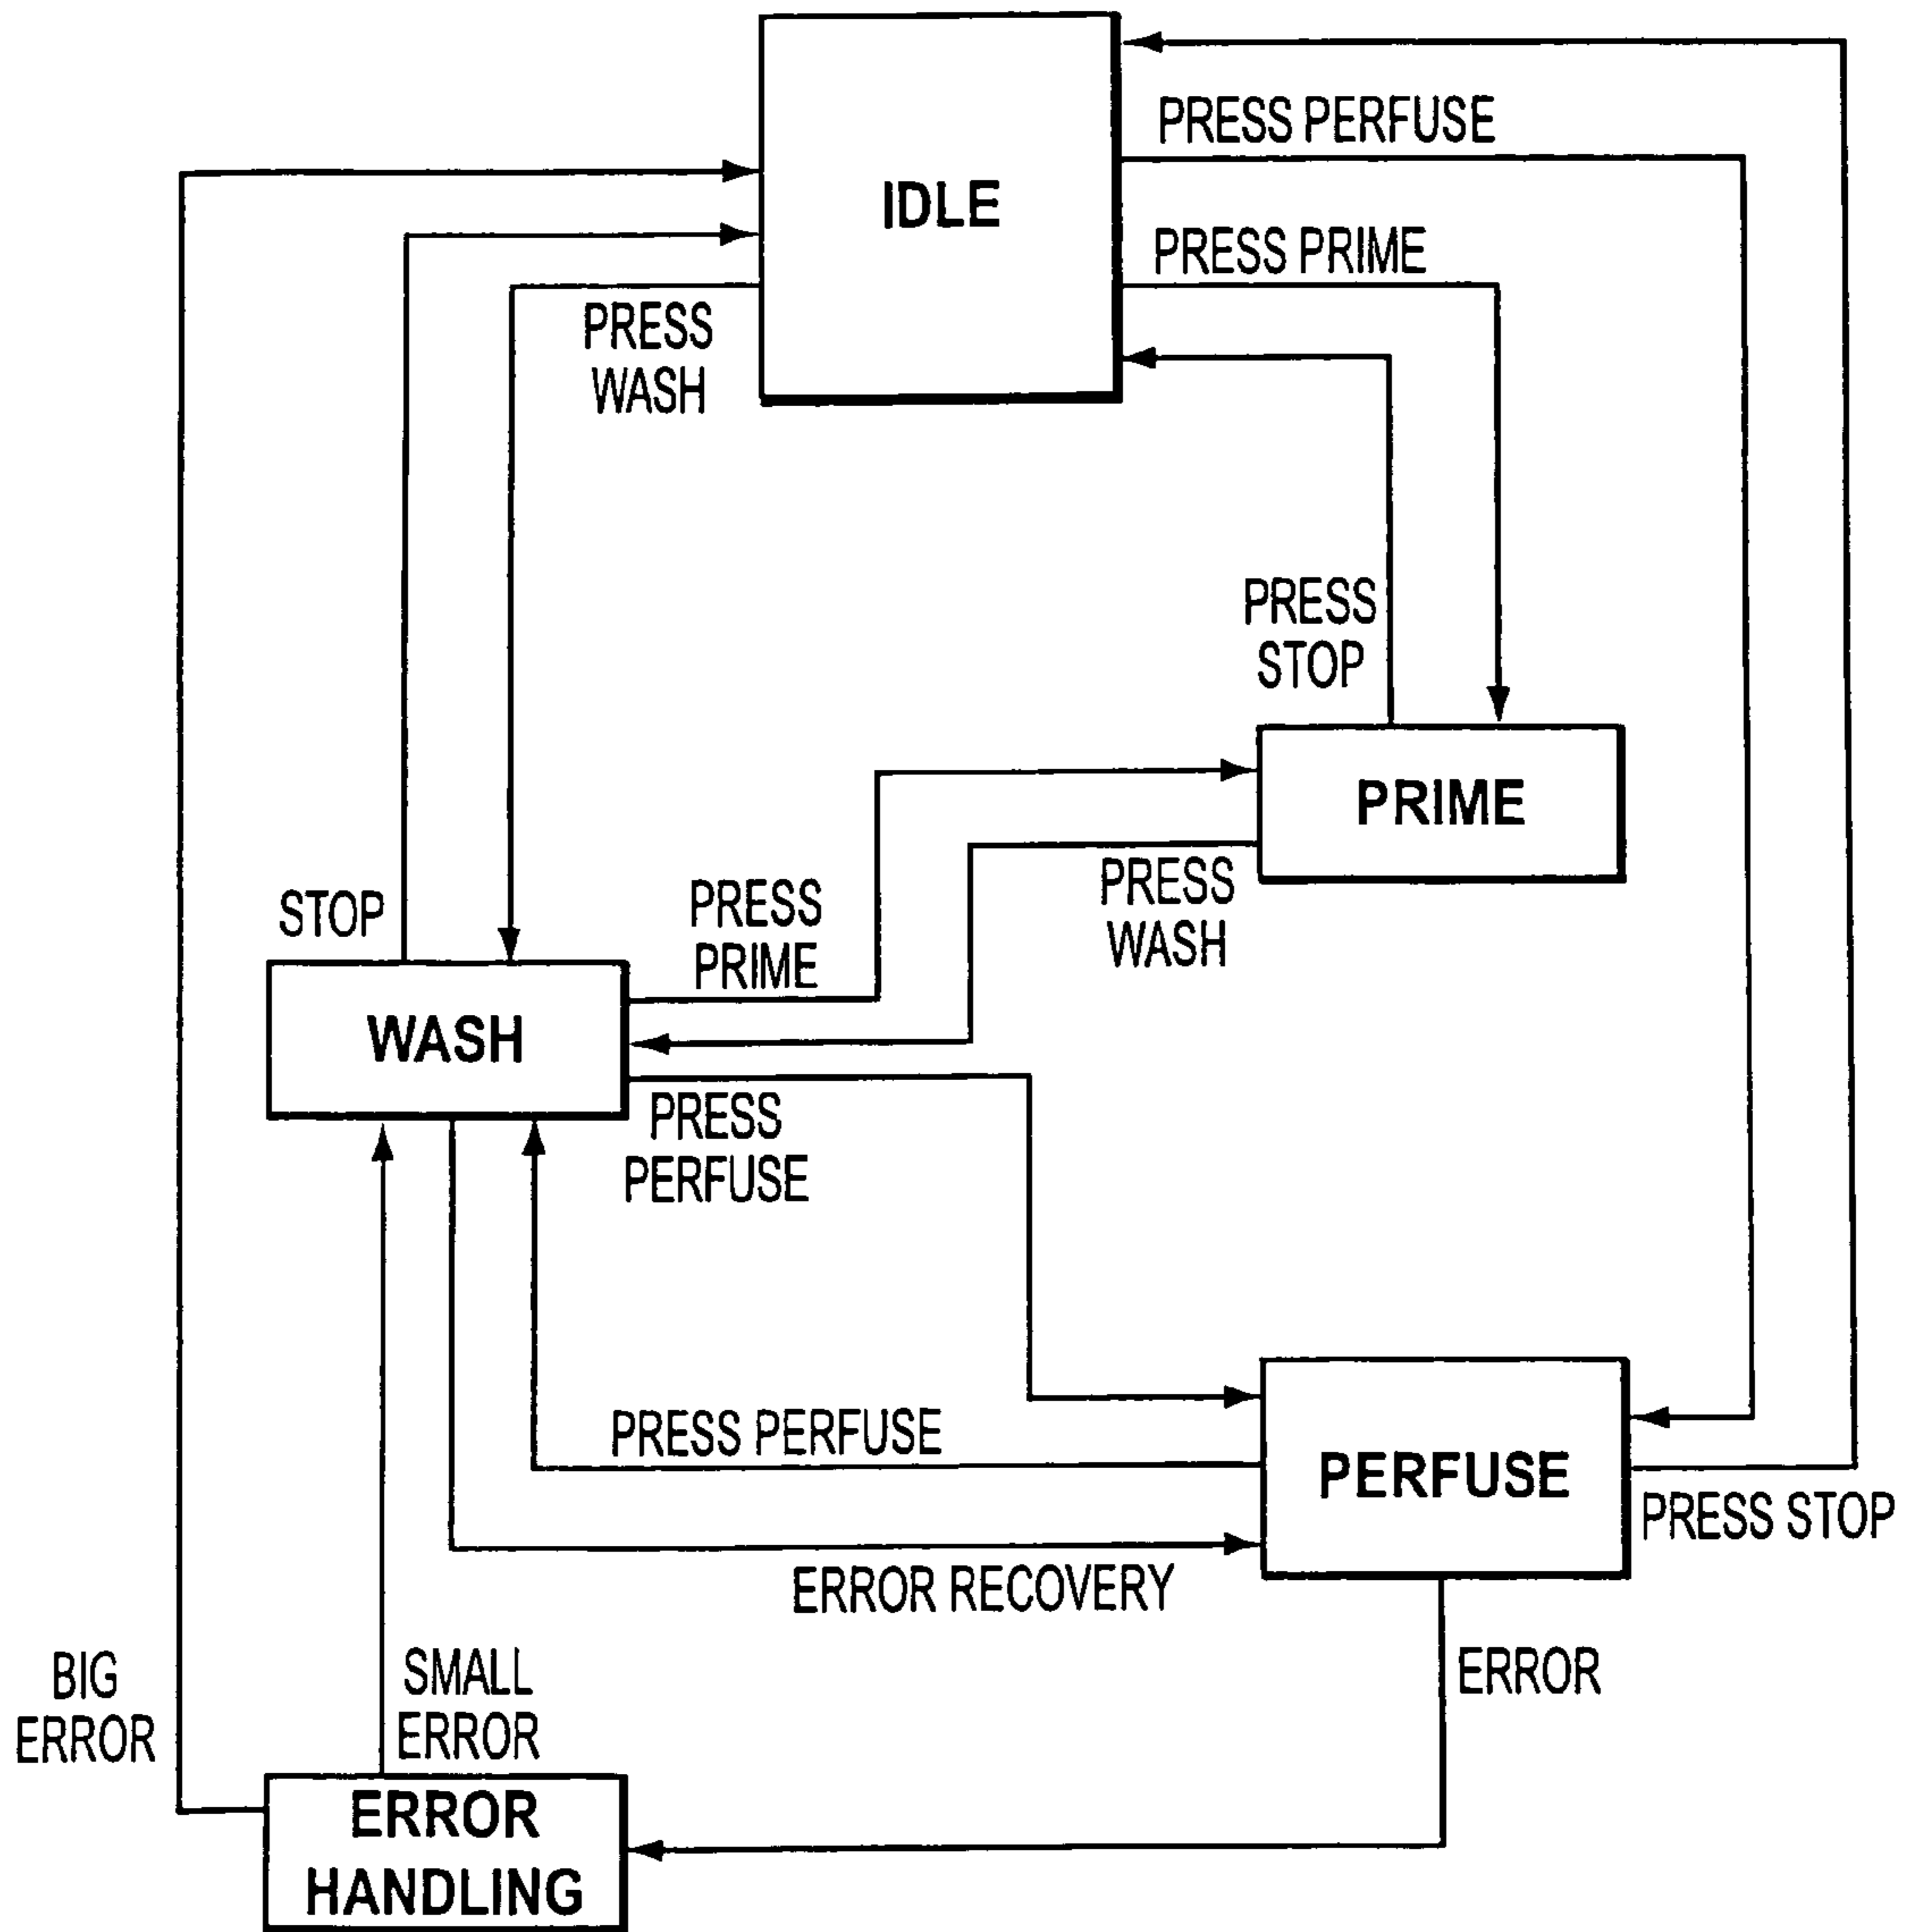 IDLE
PRESS PERFUSE
PRESS PRIME
PRESS
WASH
PRESS
STOP
PRIME
PRESS
WASH
STOP
PRESS
PRIME
WASH
PRESS
PERFUSE
PRESS PERFUSE
PERFUSE
PRESS STOP
ERROR RECOVERY
BIG
ERROR
SMALL
ERROR
ERROR
ERROR
HANDLING